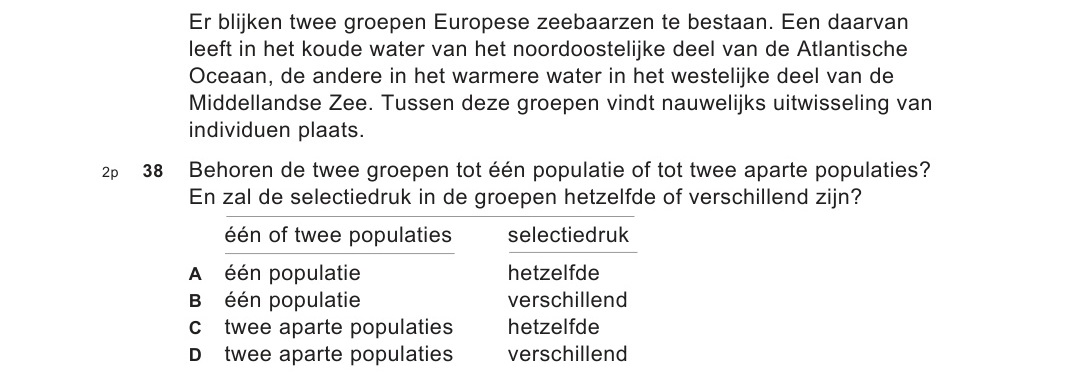 Er blijken twee groepen Europese zeebaarzen te bestaan. Een daarvan
leeft in het koude water van het noordoostelijke deel van de Atlantische
Oceaan, de andere in het warmere water in het westelijke deel van de
Middellandse Zee. Tussen deze groepen vindt nauwelijks uitwisseling van
individuen plaats.
2p 38 Behoren de twee groepen tot één populatie of tot twee aparte populaties?
En zal de selectiedruk in de groepen hetzelfde of verschillend zijn?
één of twee populaties selectiedruk
A één populatie hetzelfde
B één populatie verschillend
C twee aparte populaties hetzelfde
D twee aparte populaties verschillend